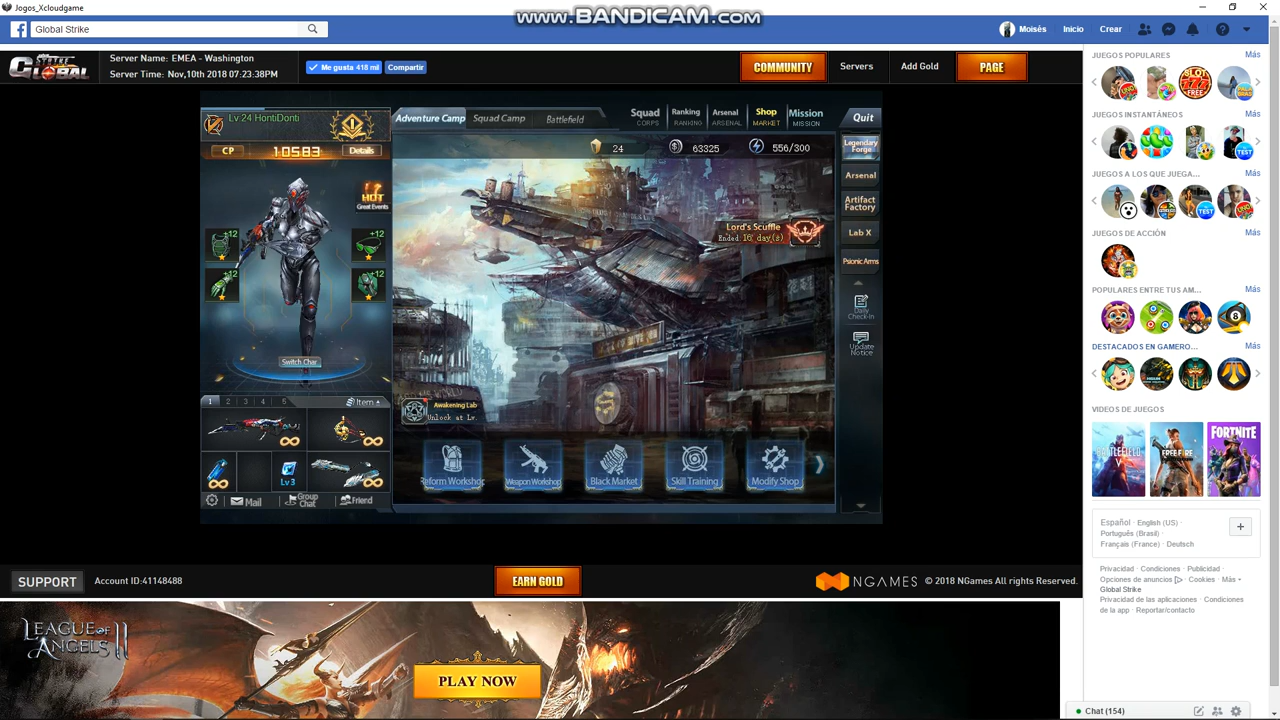 Jogos_Xcloudgame
www.BANDICAM.com
Global Strike
Moisés
Inicio
Crear
STRIKE GLOBAL
Server Name: EMEA - Washington
Server Time: Nov,10th 2018 07:23:38PM
Me gusta 418 mil
Compartir
COMMUNITY
Servers
Add Gold
PAGE
Lv.24 HontiDonti
CP
10583
Details
HOT
Great Events
+12
+12
+12
+12
Switch Char.
1 2 3 4 5
Item
Lv3
Mail
Group Chat
Friend
Adventure Camp
Squad Camp
Battlefield
Squad
CORPS
Ranking
RANKING
Arsenal
ARSENAL
Shop
MARKET
Mission
MISSION
Quit
24
63325
556/300
Lord's Scuffle
Ended: 16 day(s)
Legendary Forge
Arsenal
Artifact Factory
Lab X
Psionic Arms
Daily Check-In
Update Notice
Awakening Lab
Unlock at Lv.
Reform Workshop
Weapon Workshop
Black Market
Skill Training
Modify Shop
SUPPORT
Account ID:41148488
EARN GOLD
NGAMES
© 2018 NGames All rights Reserved.
LEAGUE OF ANGELS II
PLAY NOW
JUEGOS POPULARES
Más
JUEGOS INSTANTÁNEOS
Más
JUEGOS A LOS QUE JUEGA...
Más
JUEGOS DE ACCIÓN
Más
POPULARES ENTRE TUS AM...
Más
DESTACADOS EN GAMERO...
Más
VIDEOS DE JUEGOS
BATTLEFIELD V
FREE FIRE
FORTNITE
Español · English (US) ·
Português (Brasil) ·
Français (France) · Deutsch
Privacidad · Condiciones · Publicidad ·
Opciones de anuncios · Cookies · Más
Global Strike
Privacidad de las aplicaciones · Condiciones
de la app · Reportar/contacto
Chat (154)